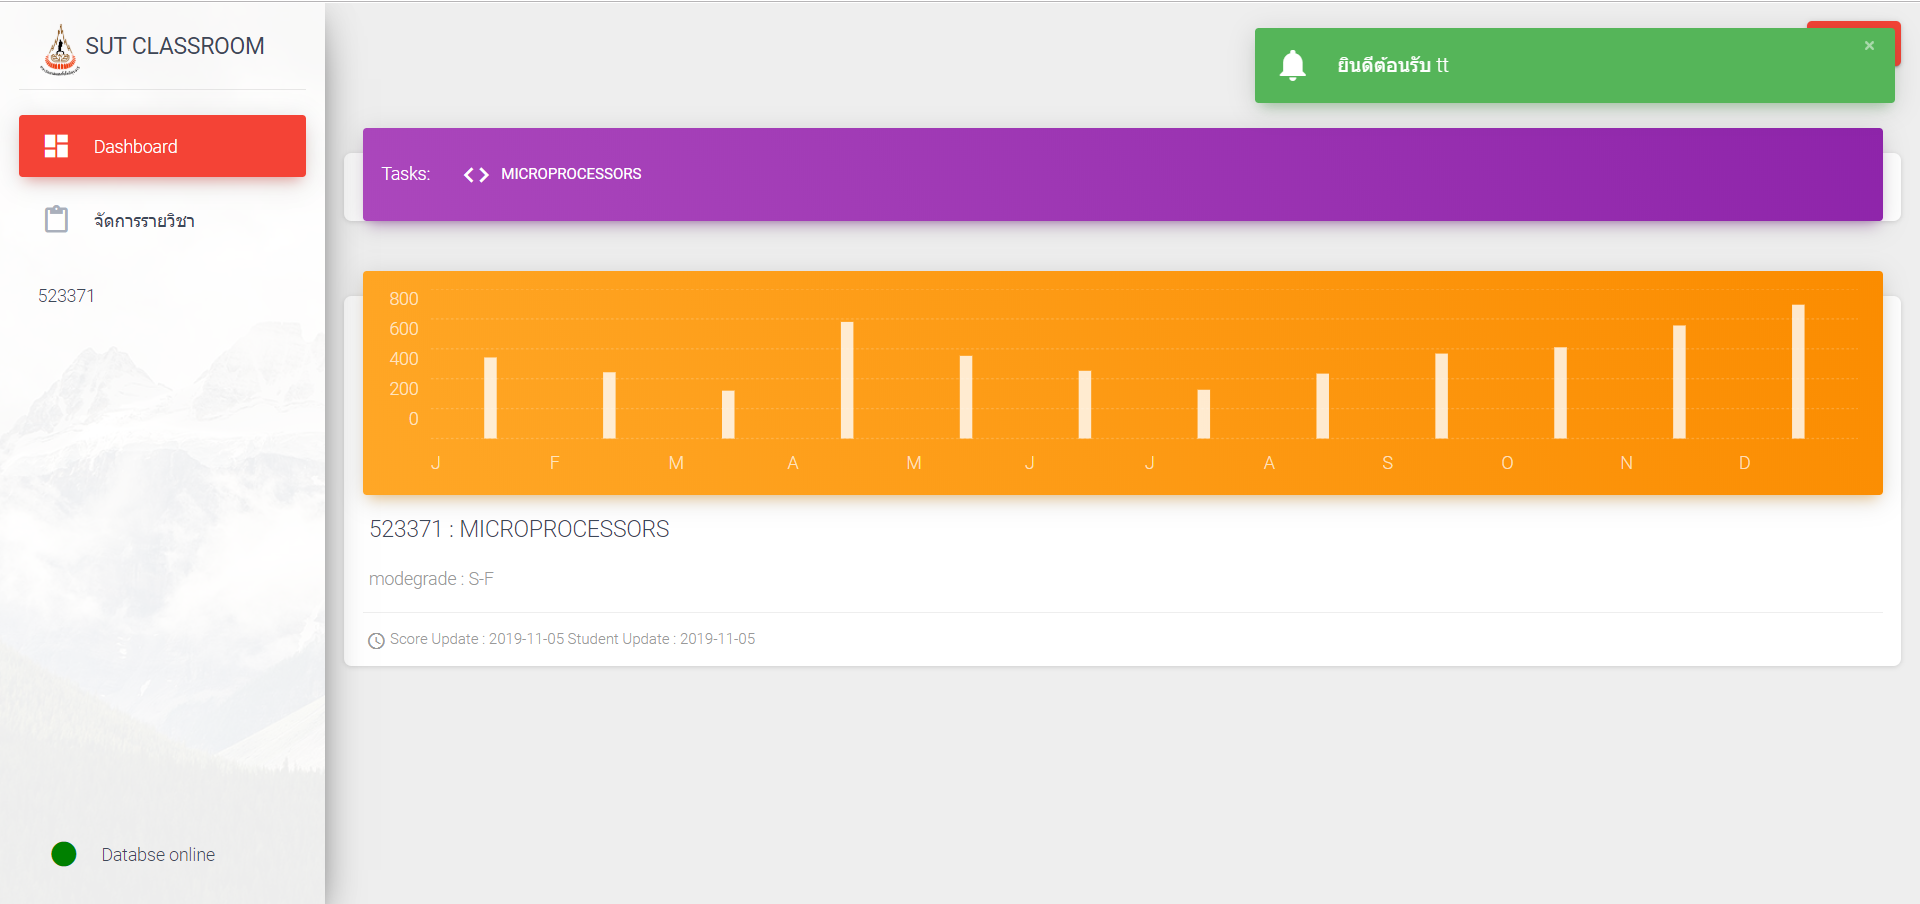 SUT CLASSROOM
Dashboard
จัดการรายวิชา
523371
Databse online
ยินดีต้อนรับ tt
×
Tasks: MICROPROCESSORS
800
600
400
200
0
J F M A M J J A S O N D
523371 : MICROPROCESSORS
modegrade : S-F
Score Update : 2019-11-05 Student Update : 2019-11-05